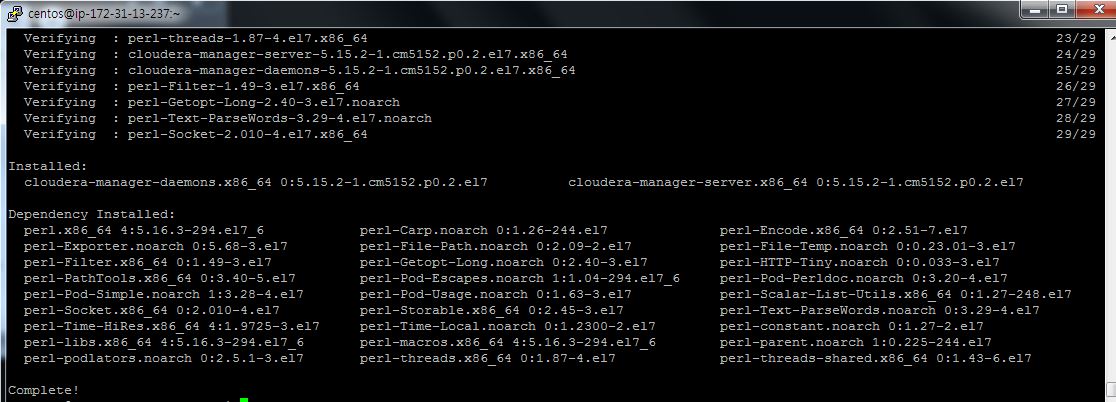 centos@ip-172-31-13-237:~
Verifying  : perl-threads-1.87-4.el7.x86_64 23/29
Verifying  : cloudera-manager-server-5.15.2-1.cm5152.p0.2.el7.x86_64 24/29
Verifying  : cloudera-manager-daemons-5.15.2-1.cm5152.p0.2.el7.x86_64 25/29
Verifying  : perl-Filter-1.49-3.el7.x86_64 26/29
Verifying  : perl-Getopt-Long-2.40-3.el7.noarch 27/29
Verifying  : perl-Text-ParseWords-3.29-4.el7.noarch 28/29
Verifying  : perl-Socket-2.010-4.el7.x86_64 29/29
Installed:
cloudera-manager-daemons.x86_64 0:5.15.2-1.cm5152.p0.2.el7 cloudera-manager-server.x86_64 0:5.15.2-1.cm5152.p0.2.el7
Dependency Installed:
perl.x86_64 4:5.16.3-294.el7_6 perl-Carp.noarch 0:1.26-244.el7 perl-Encode.x86_64 0:2.51-7.el7
perl-Exporter.noarch 0:5.68-3.el7 perl-File-Path.noarch 0:2.09-2.el7 perl-File-Temp.noarch 0:0.23.01-3.el7
perl-Filter.x86_64 0:1.49-3.el7 perl-Getopt-Long.noarch 0:2.40-3.el7 perl-HTTP-Tiny.noarch 0:0.033-3.el7
perl-PathTools.x86_64 0:3.40-5.el7 perl-Pod-Escapes.noarch 1:1.04-294.el7_6 perl-Pod-Perldoc.noarch 0:3.20-4.el7
perl-Pod-Simple.noarch 1:3.28-4.el7 perl-Pod-Usage.noarch 0:1.63-3.el7 perl-Scalar-List-Utils.x86_64 0:1.27-248.el7
perl-Socket.x86_64 0:2.010-4.el7 perl-Storable.x86_64 0:2.45-3.el7 perl-Text-ParseWords.noarch 0:3.29-4.el7
perl-Time-HiRes.x86_64 4:1.9725-3.el7 perl-Time-Local.noarch 0:1.2300-2.el7 perl-constant.noarch 0:1.27-2.el7
perl-libs.x86_64 4:5.16.3-294.el7_6 perl-macros.x86_64 4:5.16.3-294.el7_6 perl-parent.noarch 1:0.225-244.el7
perl-podlators.noarch 0:2.5.1-3.el7 perl-threads.x86_64 0:1.87-4.el7 perl-threads-shared.x86_64 0:1.43-6.el7
Complete!